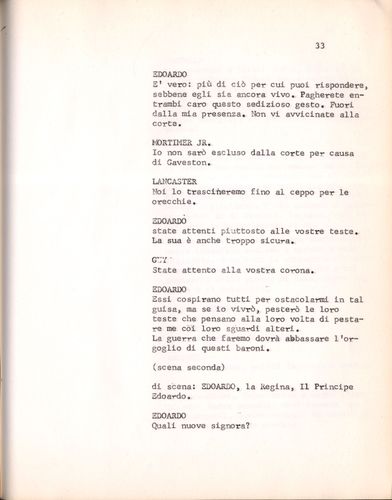 33
EDOARDO
E' vero: più di ciò per cui puoi rispondere,
sebbene egli sia ancora vivo. Pagherete en-
trambi caro questo sedizioso gesto. Fuori
dalla mia presenza. Non vi avvicinate alla
corte.
MORTIMER JR.
Io non sarò escluso dalla corte per causa
di Gaveston.
LANCASTER
Noi lo trascineremo fino al ceppo per le
orecchie.
EDOARDO
state attenti piuttosto alle vostre teste.
La sua è anche troppo sicura.
GUY
State attento alla vostra corona.
EDOARDO
Essi cospirano tutti per ostacolarmi in tal
guisa, ma se io vivrò, pesterò le loro
teste che pensano alla loro volta di pesta-
re me coi loro sguardi alteri.
La guerra che faremo dovrà abbassare l'or-
goglio di questi baroni.
(scena seconda)
di scena: EDOARDO, la Regina, Il Principe
Edoardo.
EDOARDO
Quali nuove signora?